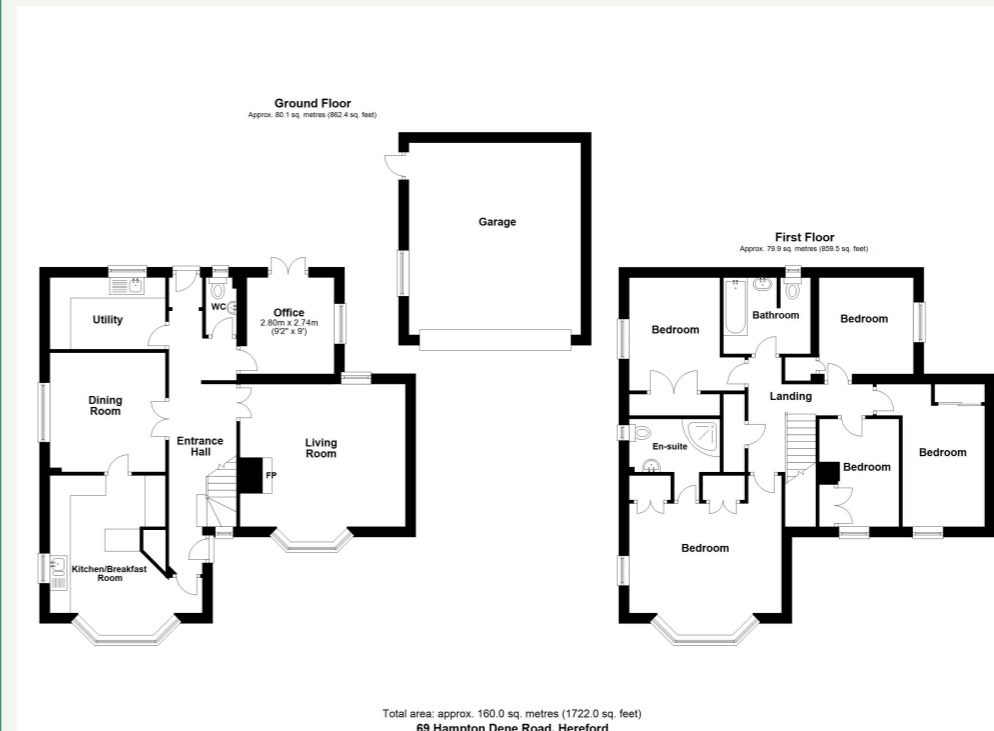 Ground Floor
Approx. 80.1 sq. metres (862.4 sq. feet)
Garage
First Floor
Approx. 79.9 sq. metres (859.5 sq. feet)
Utility
WC
Office
2.80m x 2.74m
(9'2" x 9')
Dining
Room
Entrance
Hall
Living
Room
FP
Kitchen/Breakfast
Room
Bedroom
Bathroom
Bedroom
Landing
En-suite
Bedroom
Bedroom
Bedroom
Total area: approx. 160.0 sq. metres (1722.0 sq. feet)
69 Hampton Dene Road, Hereford